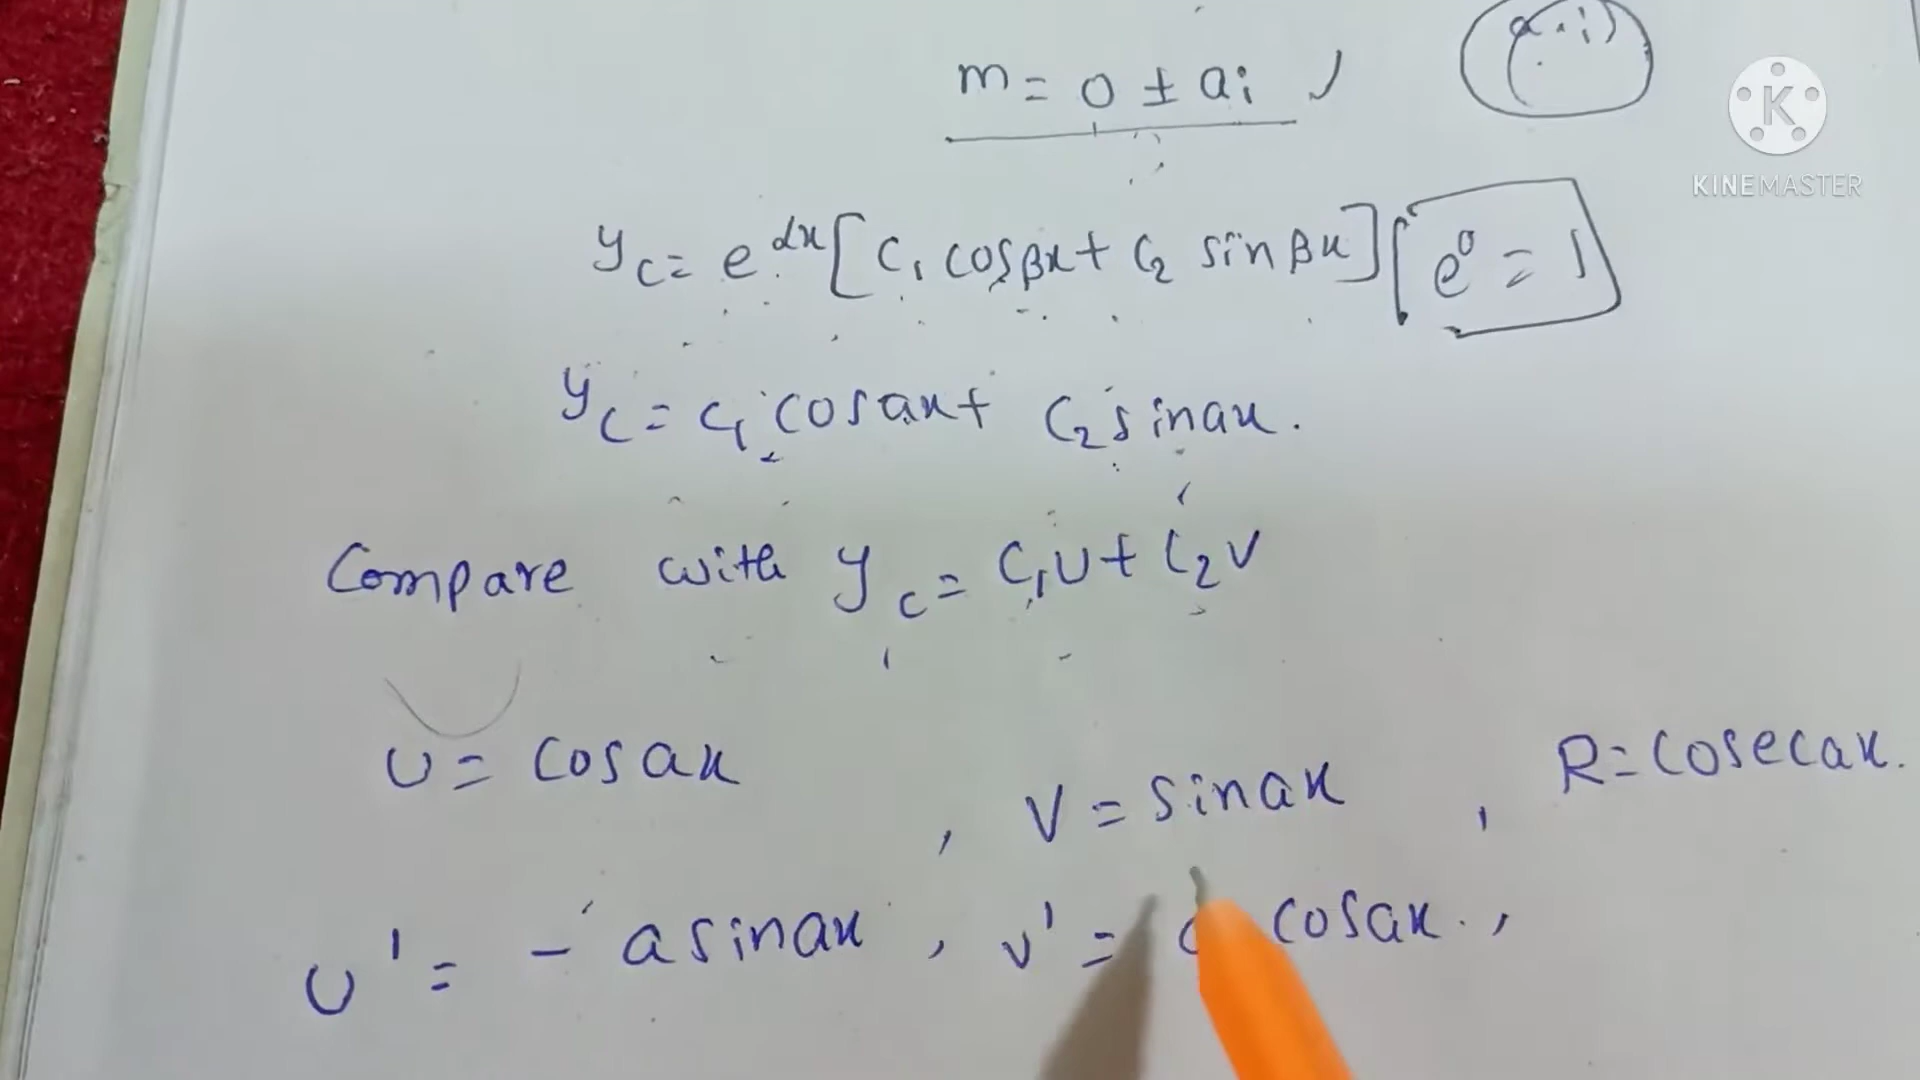 m = 0 ± ai
K
KINEMASTER
y_c = e^{αx} [c₁ cosβx + c₂ sinβx] [e⁰ = 1
y_c = c₁ cosax + c₂ sinax.
Compare with y_c = c₁u + c₂v
u = cosax , v = sinax , R = cosecax.
u' = - a sinax , v' = cosax. ,